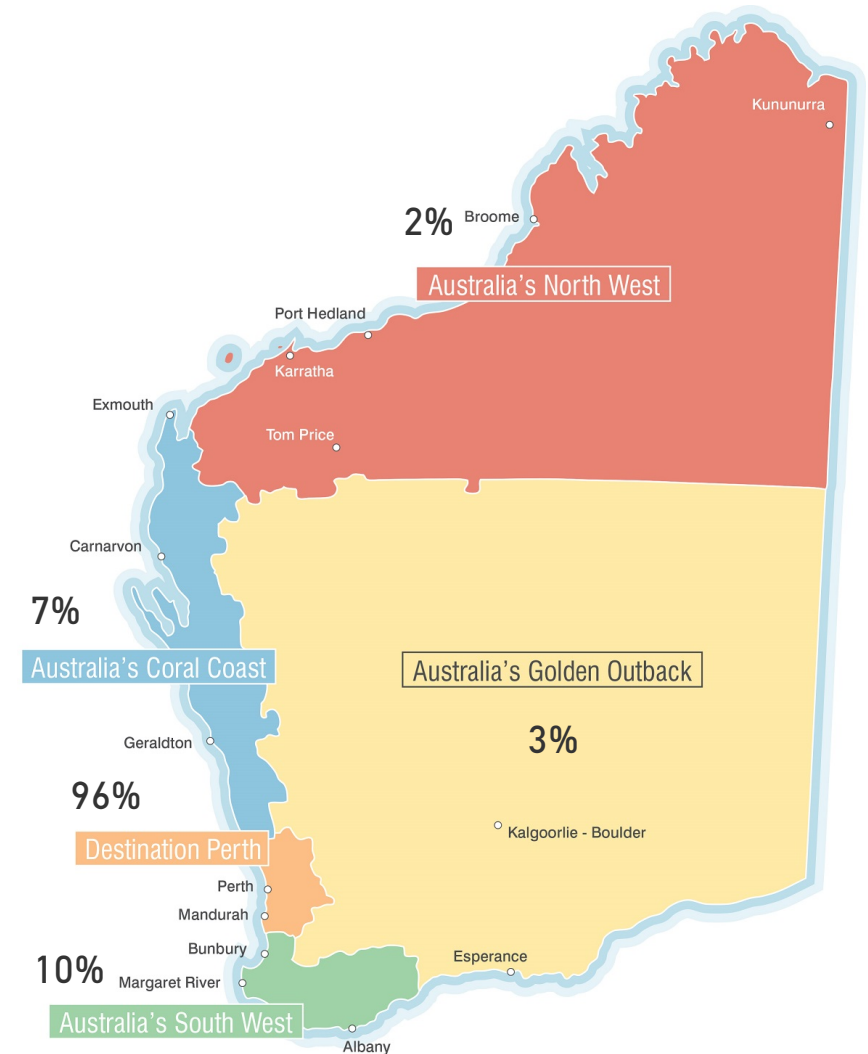 Kununurra
2%
Broome
Australia's North West
Port Hedland
Karratha
Exmouth
Tom Price
Carnarvon
7%
Australia's Coral Coast
Australia's Golden Outback
3%
Geraldton
96%
Kalgoorlie - Boulder
Destination Perth
Perth
Mandurah
Bunbury
Esperance
10%
Margaret River
Australia's South West
Albany